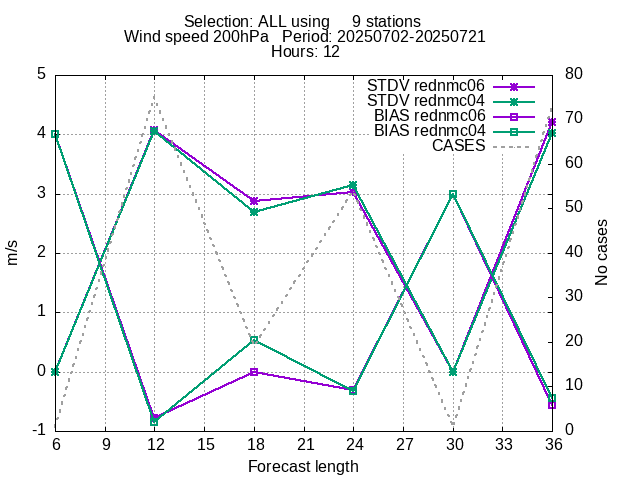 Selection: ALL using     9 stations
Wind speed 200hPa   Period: 20250702-20250721
Hours: 12
STDV rednmc06
STDV rednmc04
BIAS rednmc06
BIAS rednmc04
CASES
m/s
5
4
3
2
1
0
-1
No cases
80
70
60
50
40
30
20
10
0
6 9 12 15 18 21 24 27 30 33 36
Forecast length